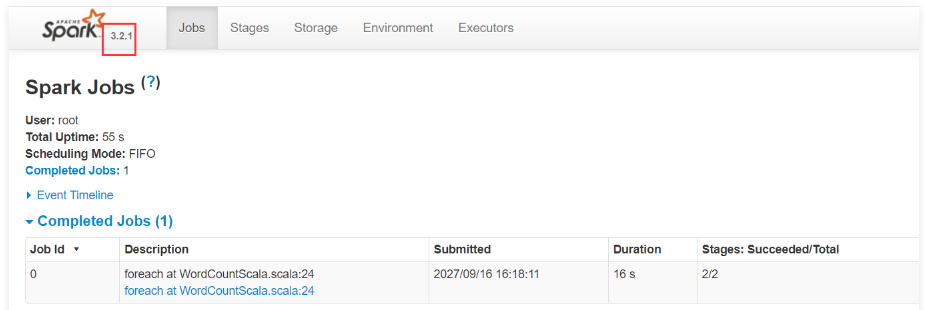 APACHE
Spark 3.2.1 Jobs Stages Storage Environment Executors
Spark Jobs (?)
User: root
Total Uptime: 55 s
Scheduling Mode: FIFO
Completed Jobs: 1
Event Timeline
Completed Jobs (1)
Job Id Description Submitted Duration Stages: Succeeded/Total
0 foreach at WordCountScala.scala:24 2027/09/16 16:18:11 16 s 2/2
foreach at WordCountScala.scala:24